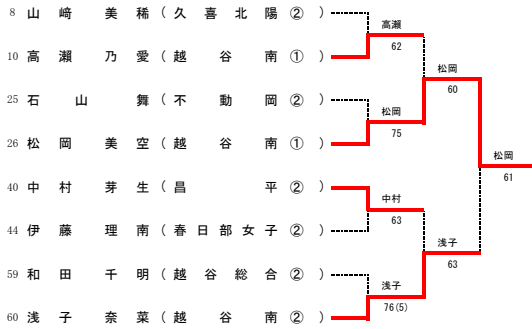 8 山﨑 美稀 (久喜北陽 ②)
高瀬
10 高瀬 乃愛 (越谷南 ①)
62
松岡
60
25 石山 舞 (不動岡 ②)
松岡
75
26 松岡 美空 (越谷南 ①)
松岡
61
40 中村 芽生 (昌平 ②)
中村
63
44 伊藤 理南 (春日部女子 ②)
浅子
63
59 和田 千明 (越谷総合 ②)
浅子
76(5)
60 浅子 奈菜 (越谷南 ②)